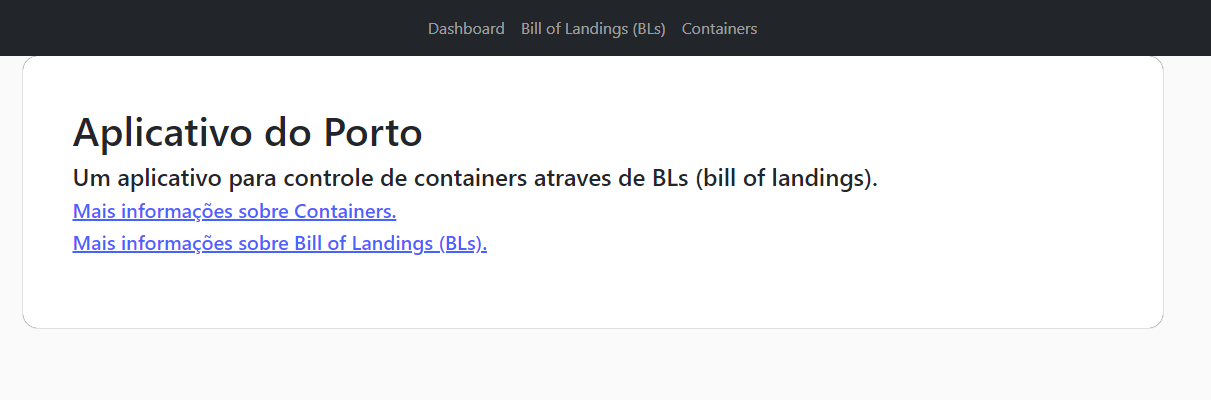 Dashboard Bill of Landings (BLs) Containers
Aplicativo do Porto
Um aplicativo para controle de containers atraves de BLs (bill of landings).
Mais informações sobre Containers.
Mais informações sobre Bill of Landings (BLs).